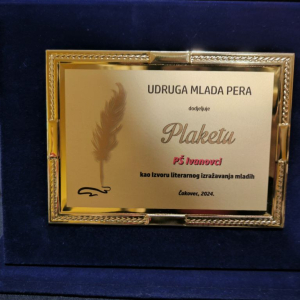 UDRUGA MLADA PERA
dodjeljuje
Plaketu
PŠ Ivanovci
kao izvoru literarnog izražavanja mladih
Čakovec, 2024.